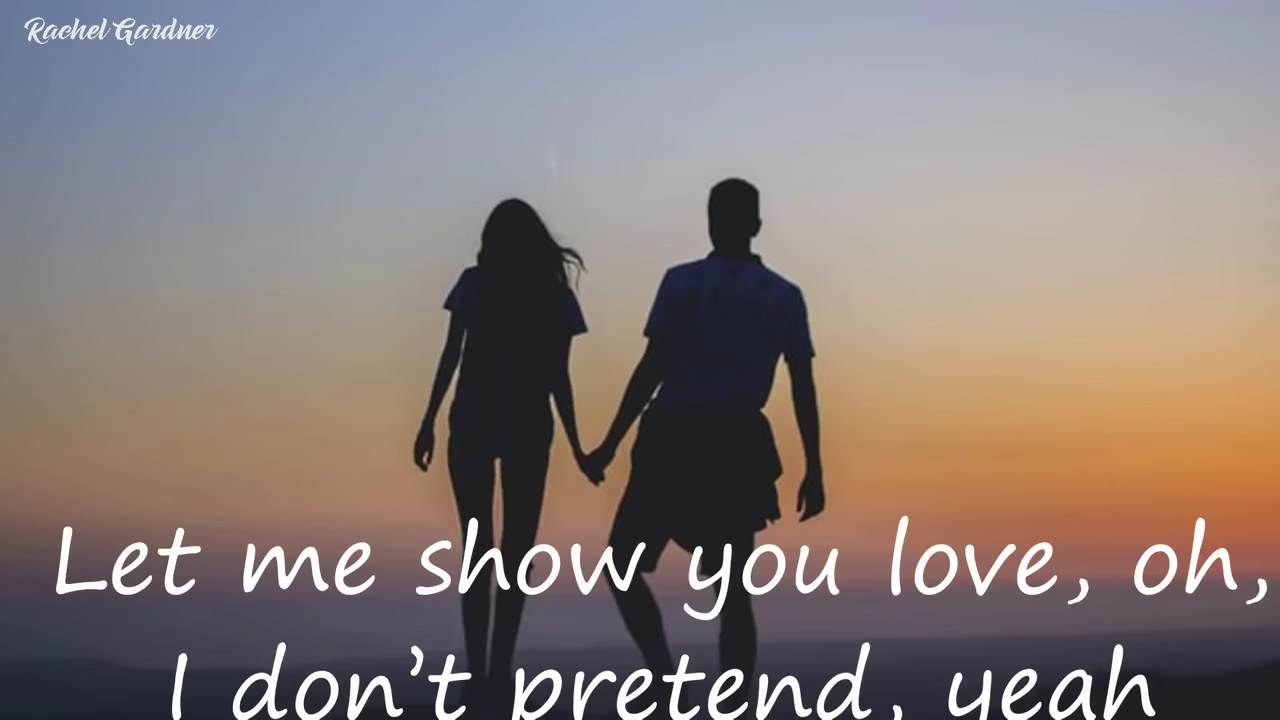 Rachel Gardner
Let me show you love, oh,
I don’t pretend, yeah